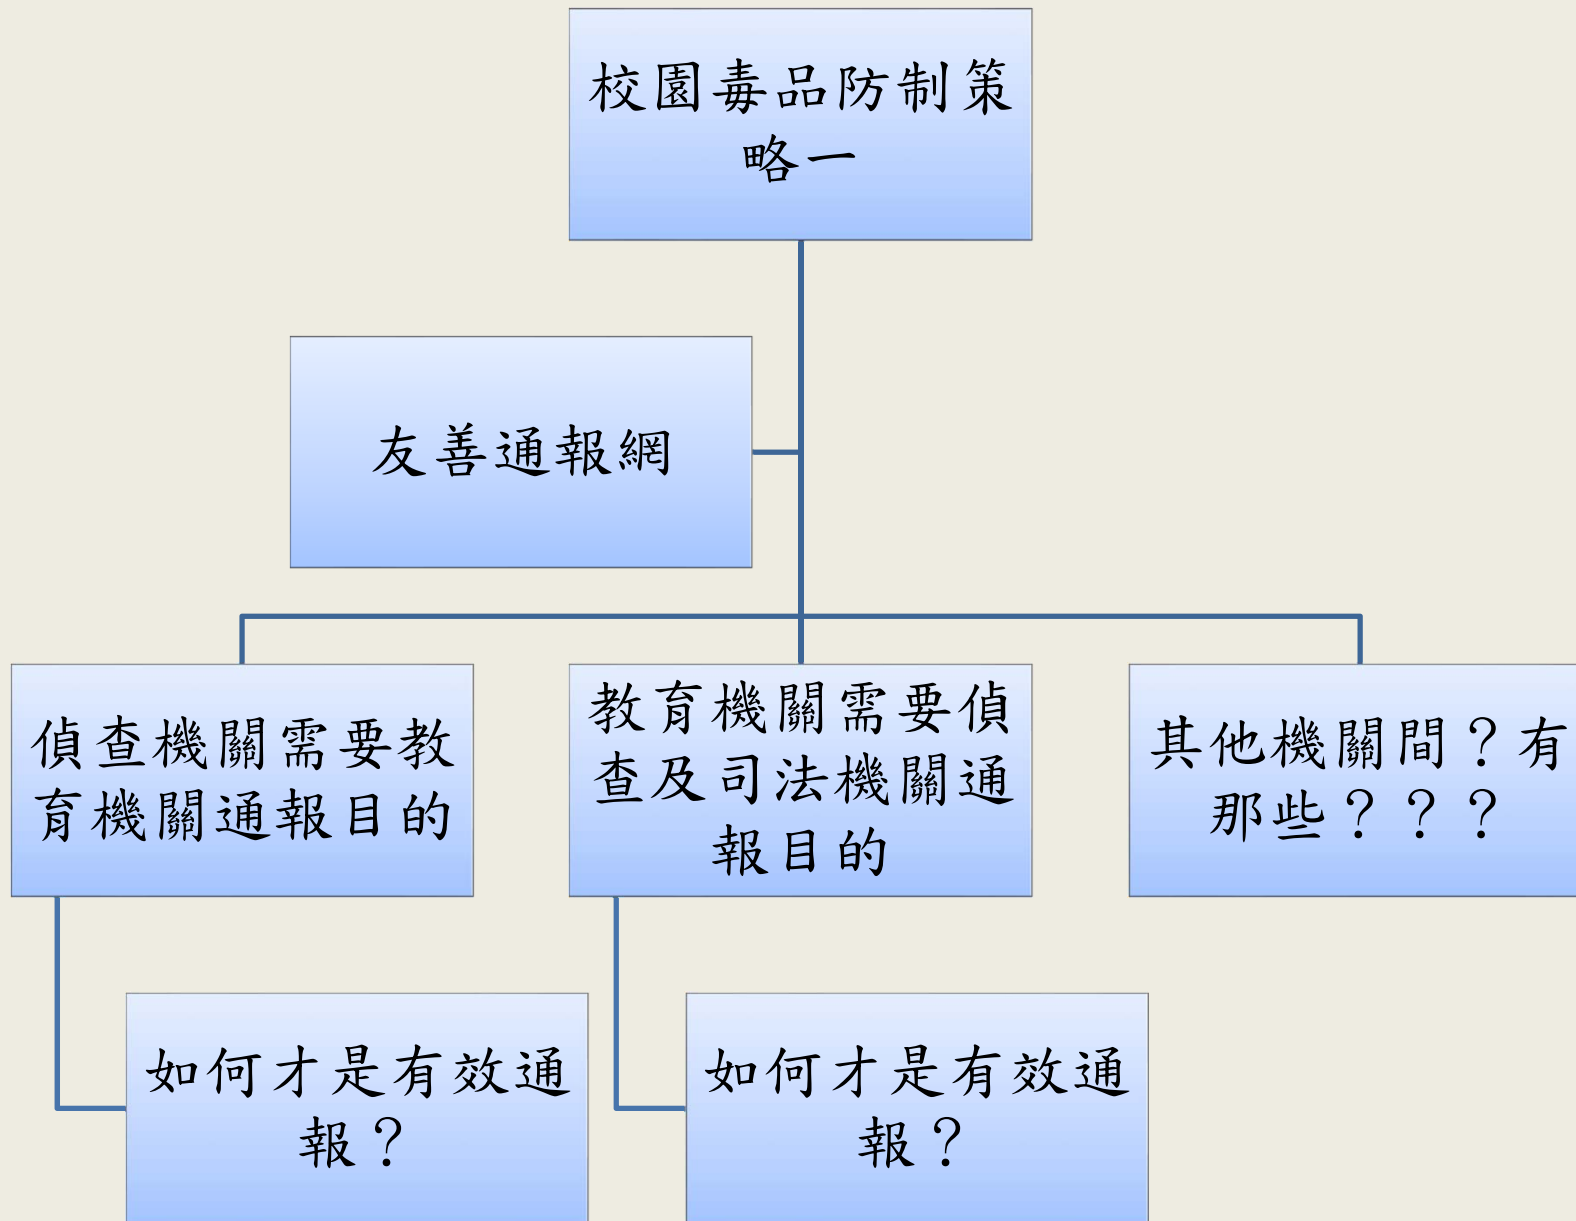 校園毒品防制策
略一
友善通報網
偵查機關需要教
育機關通報目的
教育機關需要偵
查及司法機關通
報目的
其他機關間？有
那些？？？
如何才是有效通
報？
如何才是有效通
報？